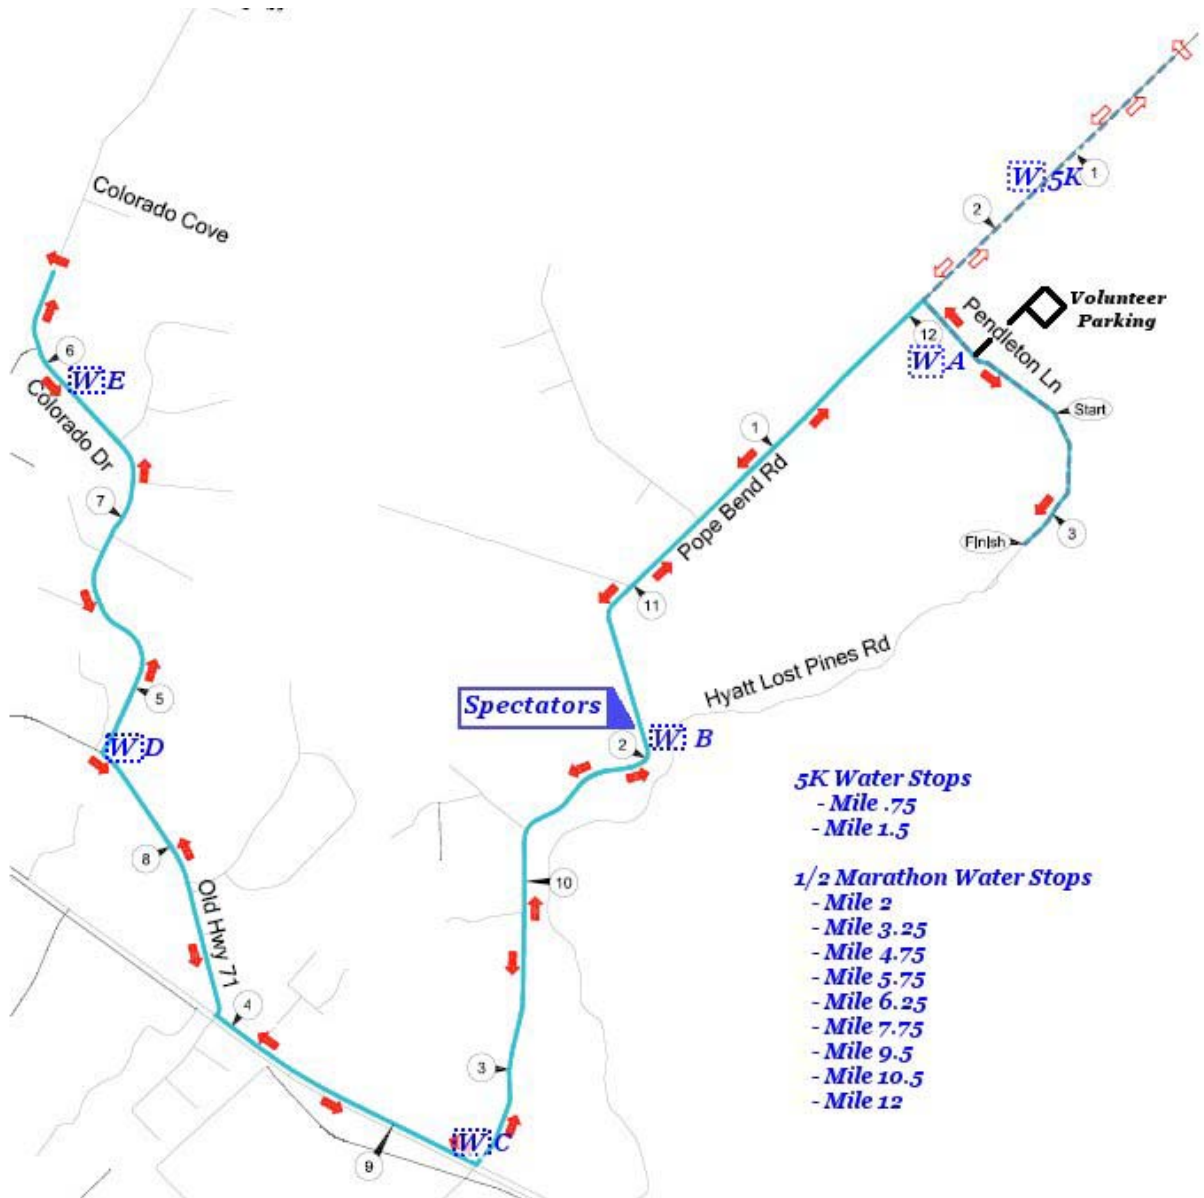 Colorado Cove
W 5K
1
2
Pendleton Ln
Volunteer
Parking
12
W A
Start
6
W E
Colorado Dr
1
Pope Bend Rd
7
3
Finish
11
Hyatt Lost Pines Rd
5
Spectators
W B
2
W D
5K Water Stops
- Mile .75
- Mile 1.5
8
1/2 Marathon Water Stops
- Mile 2
- Mile 3.25
- Mile 4.75
- Mile 5.75
- Mile 6.25
- Mile 7.75
- Mile 9.5
- Mile 10.5
- Mile 12
10
Old Hwy 71
4
3
W C
9